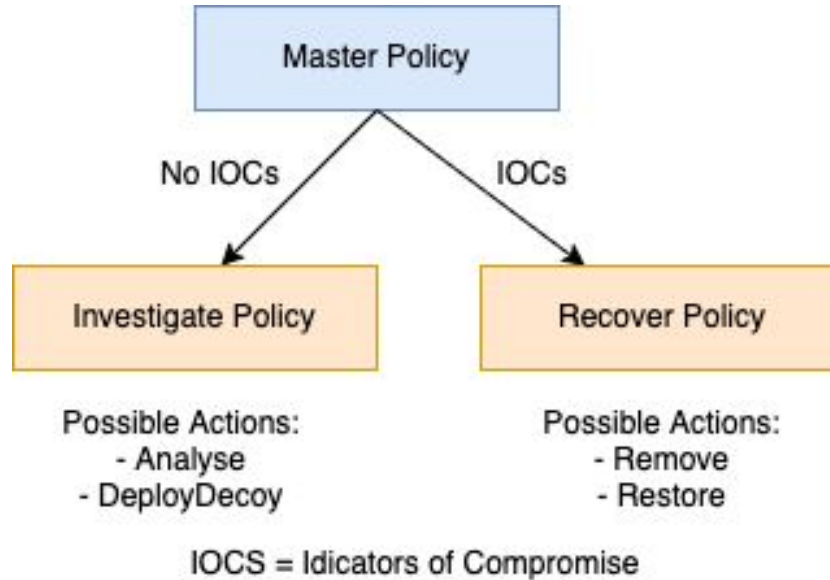 Master Policy
No IOCs
IOCs
Investigate Policy
Recover Policy
Possible Actions:
- Analyse
- DeployDecoy
Possible Actions:
- Remove
- Restore
IOCS = Idicators of Compromise